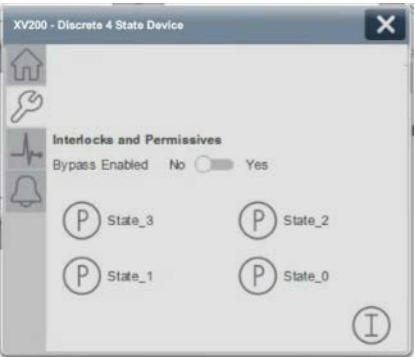 XV200 - Discrete 4 State Device
Interlocks and Permissives
Bypass Enabled No Yes
P State_3 P State_2
P State_1 P State_0
I